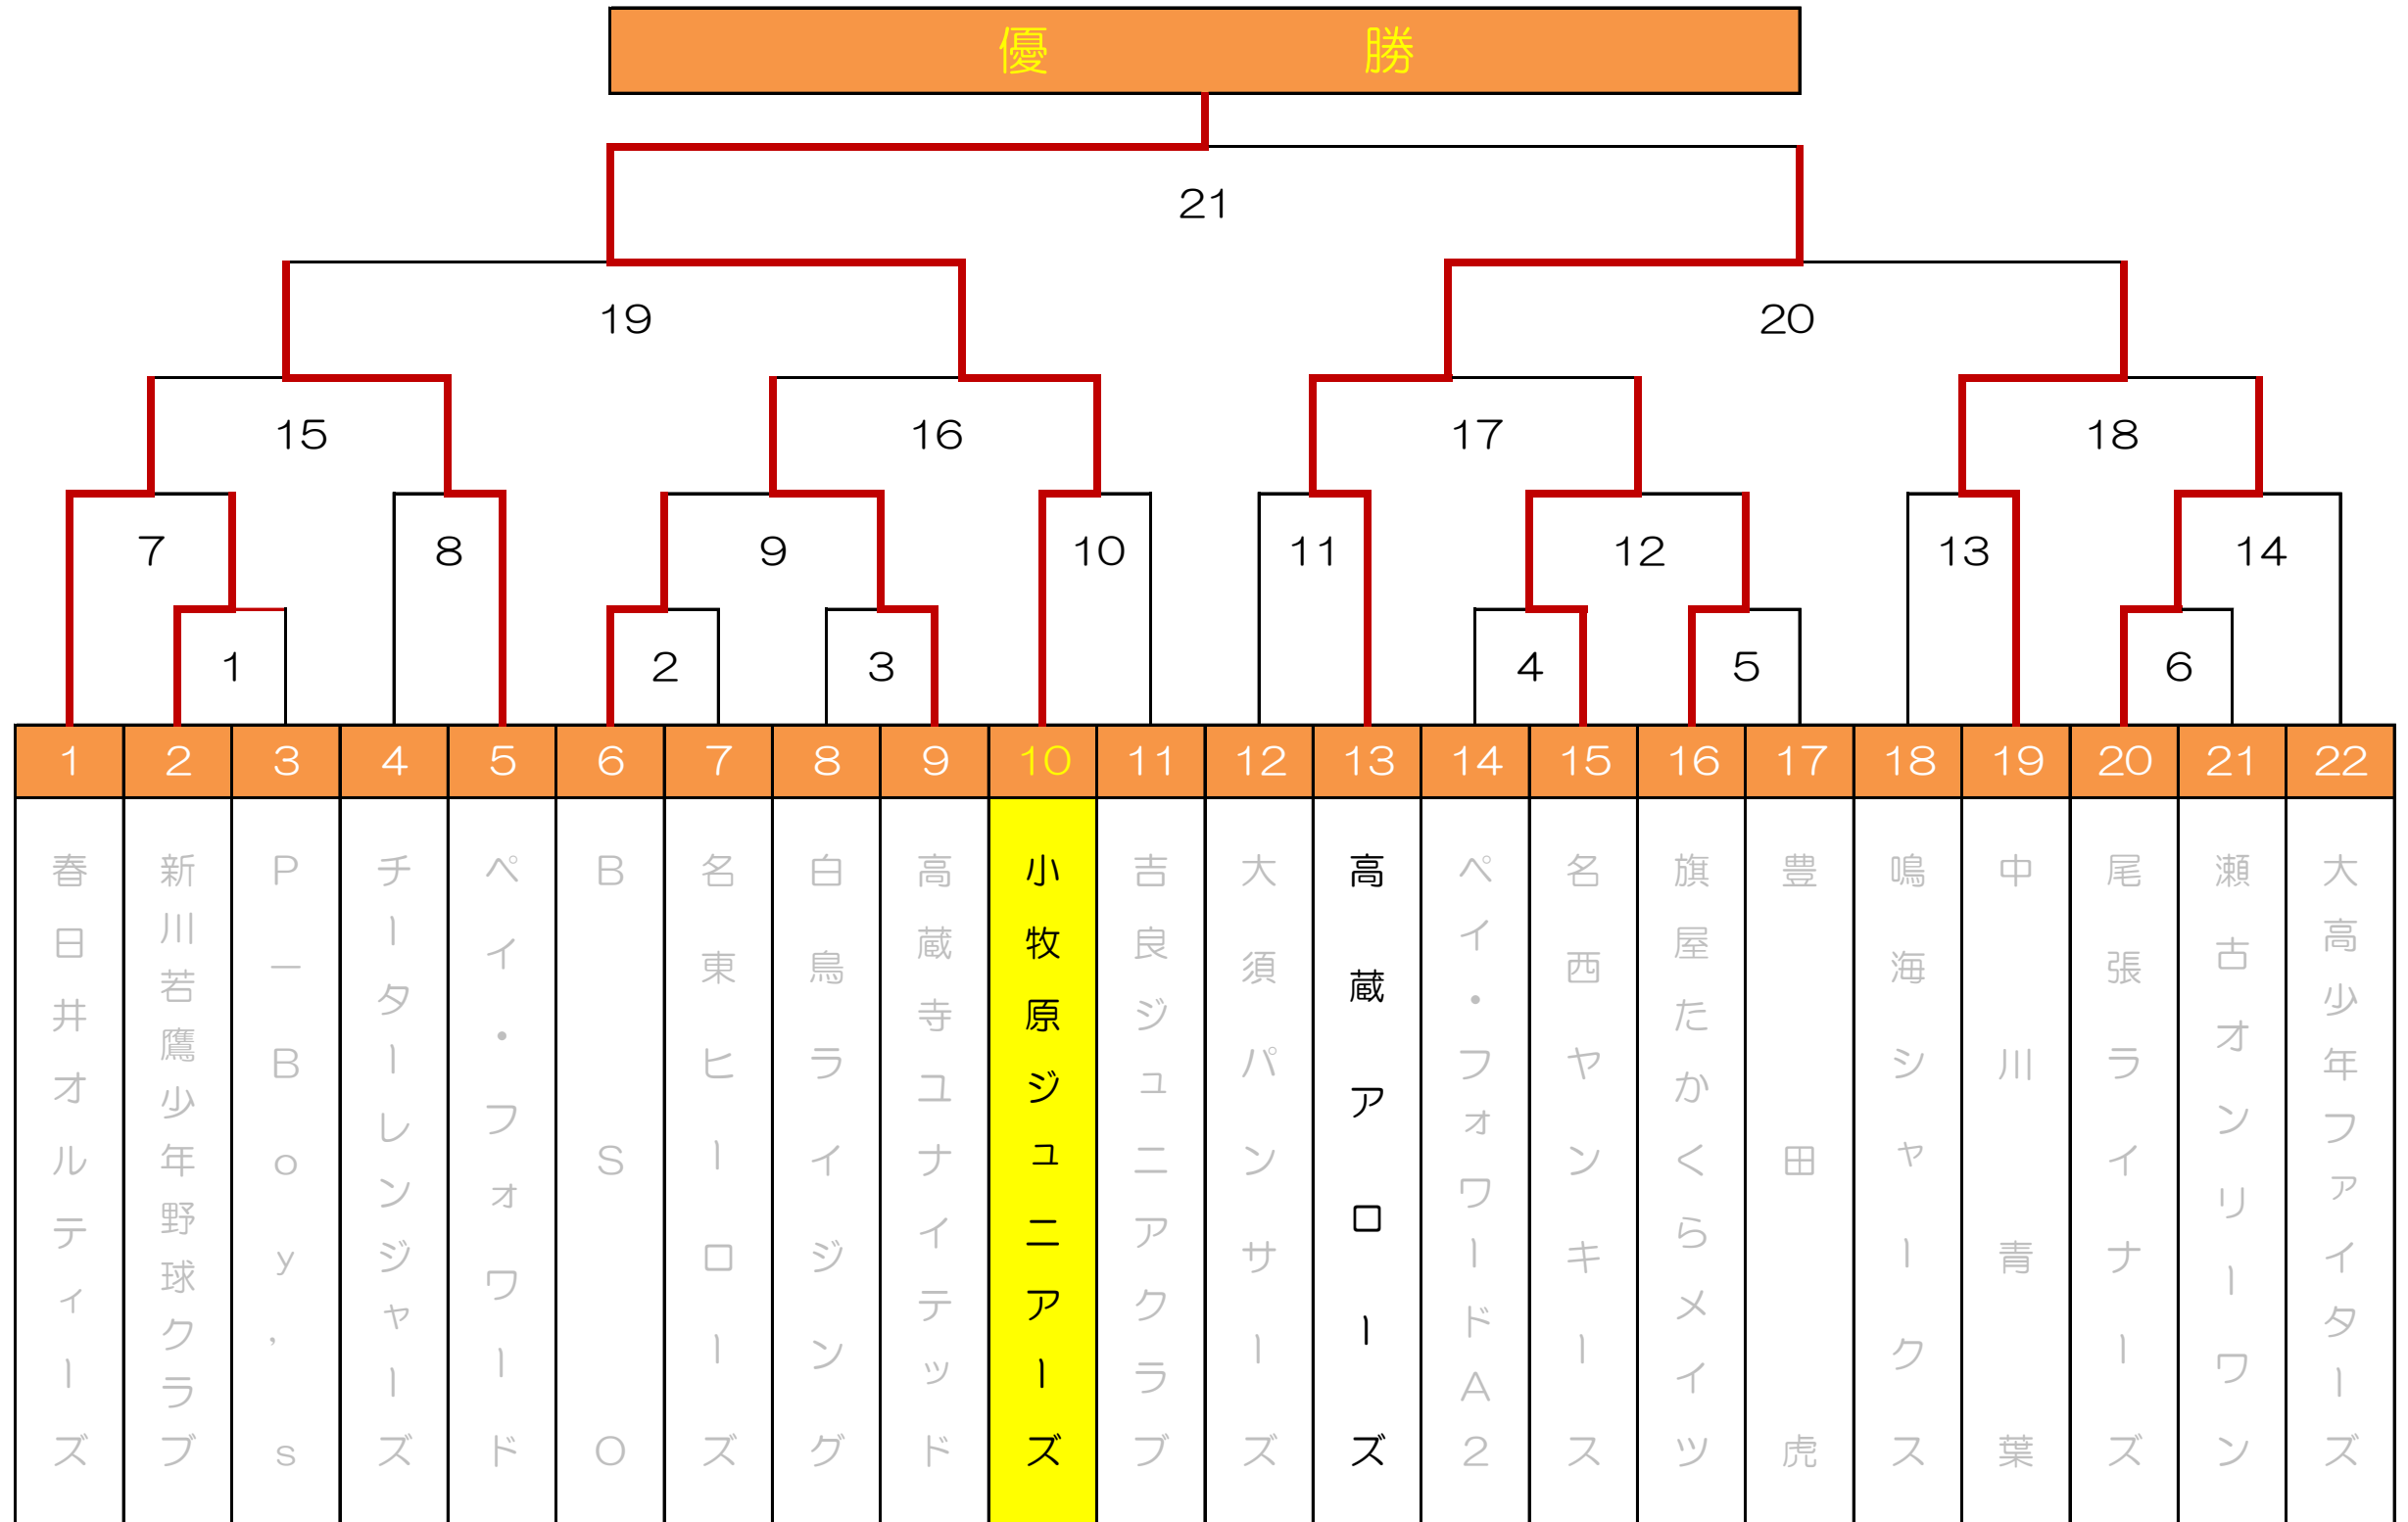 優勝
21
19 20
15 16 17 18
7 8 9 10 11 12 13 14
1 2 3 4 5 6
1 2 3 4 5 6 7 8 9 10 11 12 13 14 15 16 17 18 19 20 21 22
春日井オルティーズ
新川若鷹少年野球クラブ
P－Boy’s
チーターレンジャーズ
ペイ・フォワード
BSO
名東ヒーローズ
白鳥ライジング
高蔵寺ユナイテッド
小牧原ジュニアーズ
吉良ジュニアクラブ
大須パンサーズ
高蔵アローズ
ペイ・フォワードA2
名西ヤンキース
旗屋たかくらメイツ
豊田虎
鳴海シャークス
中川青葉
尾張ライナーズ
瀬古オンリーワン
大高少年ファイターズ